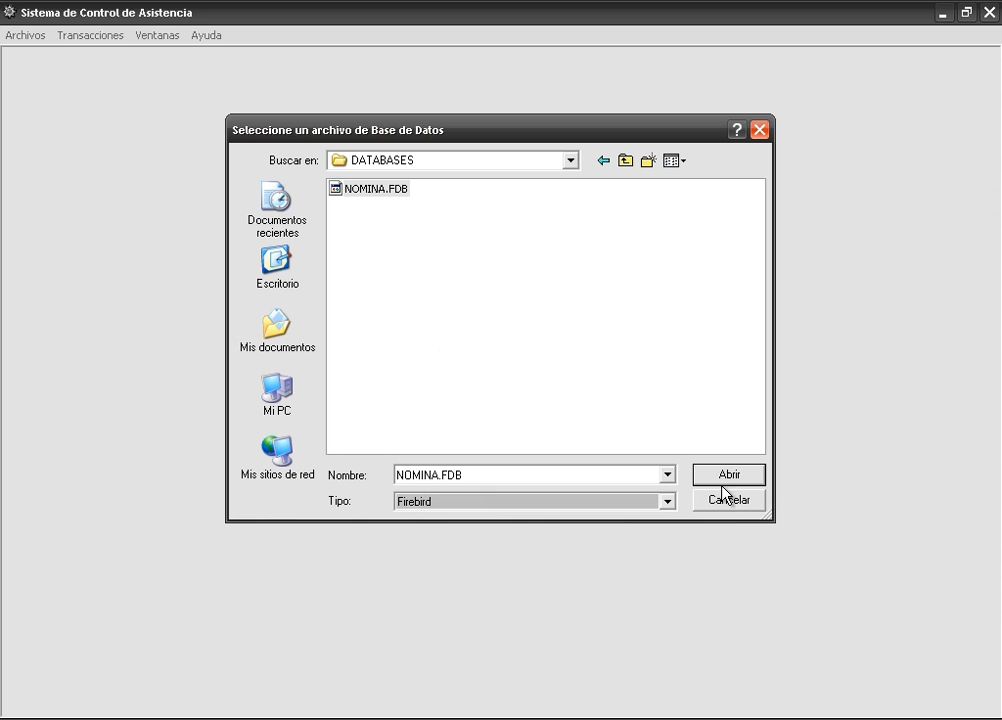 Sistema de Control de Asistencia
Archivos Transacciones Ventanas Ayuda
Seleccione un archivo de Base de Datos
?
Buscar en: DATABASES
NOMINA.FDB
Documentos
recientes
Escritorio
Mis documentos
Mi PC
Mis sitios de red
Nombre: NOMINA.FDB Abrir
Tipo: Firebird Cancelar